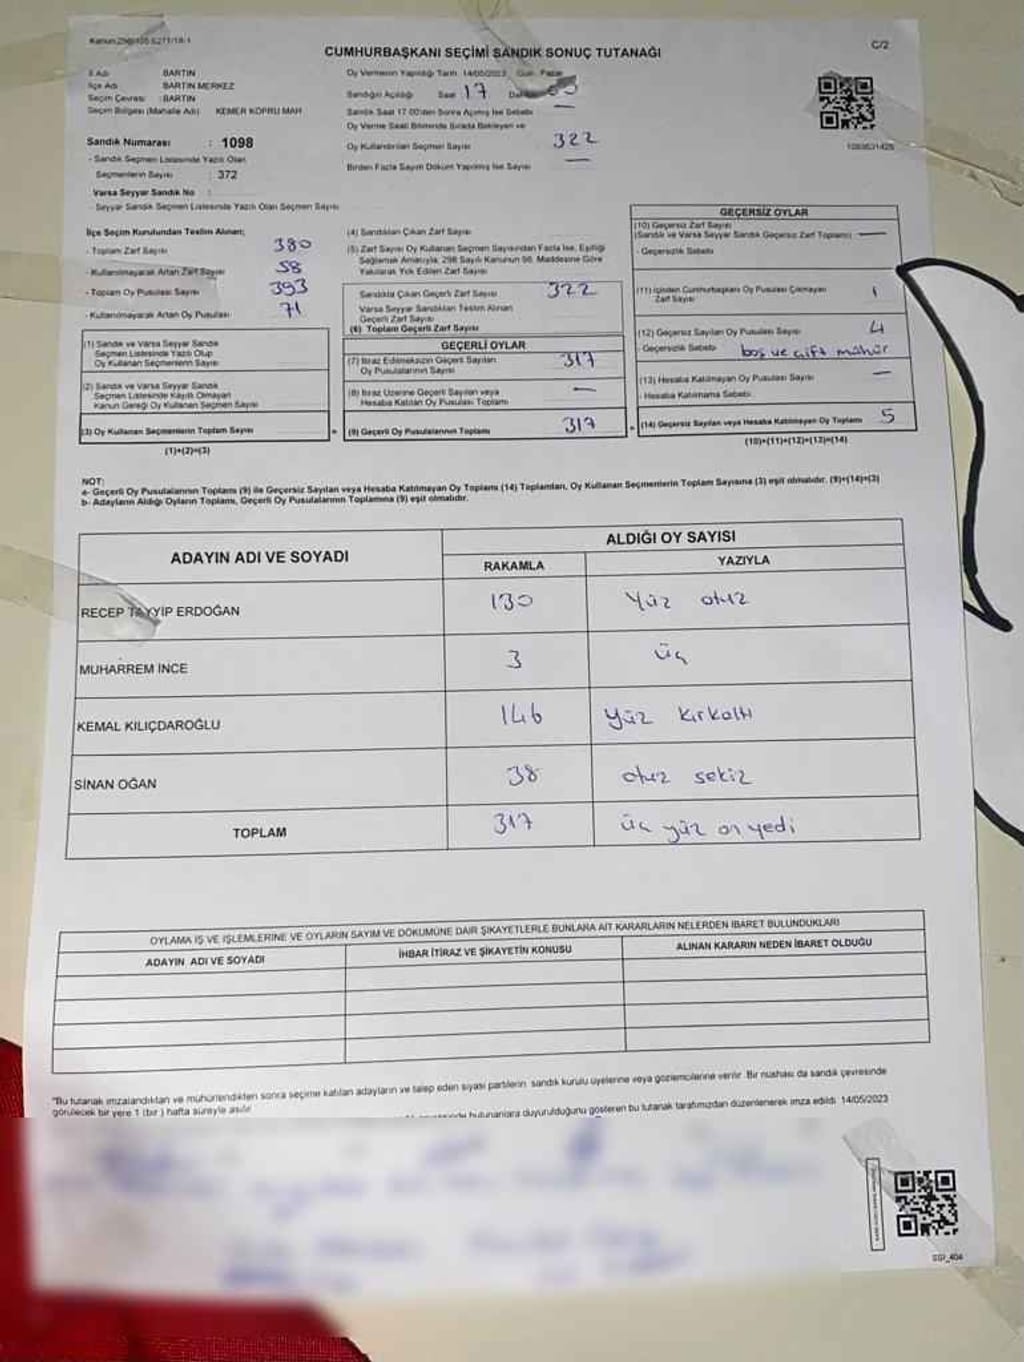 CUMHURBAŞKANI SEÇİMİ SANDIK SONUÇ TUTANAĞI
C/2
İl Adı BARTIN
İlçe Adı BARTIN MERKEZ
Seçim Çevresi BARTIN
Seçim Bölgesi (Mahalle Adı) KEMER KÖPRÜ MAH
Sandık Numarası : 1098
- Sandık Seçmen Listesinde Yazılı Olan
Seçmenlerin Sayısı : 372
Varsa Seyyar Sandık No :
- Seyyar Sandık Seçmen Listesinde Yazılı Olan Seçmen Sayısı
Oy Vermenin Yapıldığı Tarih 14/05/2023 Gün: Pazar
Sandığın Açıldığı Saat 17
Sandık Saat 17.00'den Sonra Açılmış İse Sebebi —
Oy Verme Saati Bitiminde Sırada Bekleyen ve
Oy Kullandırılan Seçmen Sayısı 322
Birden Fazla Sayım Döküm Yapılmış İse Sayısı —
İlçe Seçim Kurulundan Teslim Alınan;
- Toplam Zarf Sayısı 380
- Kullanılmayarak Artan Zarf Sayısı 58
- Toplam Oy Pusulası Sayısı 393
- Kullanılmayarak Artan Oy Pusulası 71
(1) Sandık ve Varsa Seyyar Sandık
Seçmen Listesinde Yazılı Olup
Oy Kullanan Seçmenlerin Sayısı
(2) Sandık ve Varsa Seyyar Sandık
Seçmen Listesinde Kayıtlı Olmayan
Kanun Gereği Oy Kullanan Seçmen Sayısı
(3) Oy Kullanan Seçmenlerin Toplam Sayısı
(1)+(2)=(3)
(4) Sandıktan Çıkan Zarf Sayısı
(5) Zarf Sayısı Oy Kullanan Seçmen Sayısından Fazla İse, Eşitliği
Sağlamak Amacıyla, 298 Sayılı Kanunun 98. Maddesine Göre
Yakılarak Yok Edilen Zarf Sayısı
Sandıkta Çıkan Geçerli Zarf Sayısı 322
Varsa Seyyar Sandıktan Teslim Alınan
Geçerli Zarf Sayısı
(6) Toplam Geçerli Zarf Sayısı
GEÇERLİ OYLAR
(7) İtiraz Edilmeksizin Geçerli Sayılan
Oy Pusulalarının Sayısı 317
(8) İtiraz Üzerine Geçerli Sayılan veya
Hesaba Katılan Oy Pusulası Toplamı —
(9) Geçerli Oy Pusulalarının Toplamı 317
GEÇERSİZ OYLAR
(10) Geçersiz Zarf Sayısı
(Sandık ve Varsa Seyyar Sandık Geçersiz Zarf Toplamı) —
- Geçersizlik Sebebi
(11) İçinden Cumhurbaşkanı Oy Pusulası Çıkmayan
Zarf Sayısı 1
(12) Geçersiz Sayılan Oy Pusulası Sayısı 4
- Geçersizlik Sebebi boş ve çift mühür
(13) Hesaba Katılmayan Oy Pusulası Sayısı —
- Hesaba Katılmama Sebebi
(14) Geçersiz Sayılan veya Hesaba Katılmayan Oy Toplamı 5
(10)+(11)+(12)+(13)=(14)
NOT:
a- Geçerli Oy Pusulalarının Toplamı (9) ile Geçersiz Sayılan veya Hesaba Katılmayan Oy Toplamı (14) Toplamları, Oy Kullanan Seçmenlerin Toplam Sayısına (3) eşit olmalıdır. (9)+(14)=(3)
b- Adayların Aldığı Oyların Toplamı, Geçerli Oy Pusulalarının Toplamına (9) eşit olmalıdır.
ADAYIN ADI VE SOYADI
ALDIĞI OY SAYISI
RAKAMLA YAZIYLA
RECEP TAYYİP ERDOĞAN 130 Yüz otuz
MUHARREM İNCE 3 üç
KEMAL KILIÇDAROĞLU 146 yüz kırkaltı
SİNAN OĞAN 38 otuz sekiz
TOPLAM 317 üç yüz on yedi
OYLAMA İŞ VE İŞLEMLERİNE VE OYLARIN SAYIM VE DÖKÜMÜNE DAİR ŞİKAYETLERLE BUNLARA AİT KARARLARIN NELERDEN İBARET BULUNDUKLARI
ADAYIN ADI VE SOYADI İHBAR İTİRAZ VE ŞİKAYETİN KONUSU ALINAN KARARIN NEDEN İBARET OLDUĞU
"Bu tutanak imzalandıktan ve mühürlendikten sonra seçime katılan adayların ve talep eden siyasi partilerin sandık kurulu üyelerine veya gözlemcilerine verilir. Bir nüshası da sandık çevresinde
görülecek bir yere 1 (bir) hafta süreyle asılır
bulunanlara duyurulduğunu gösteren bu tutanak tarafımızdan düzenlenerek imza edildi. 14/05/2023